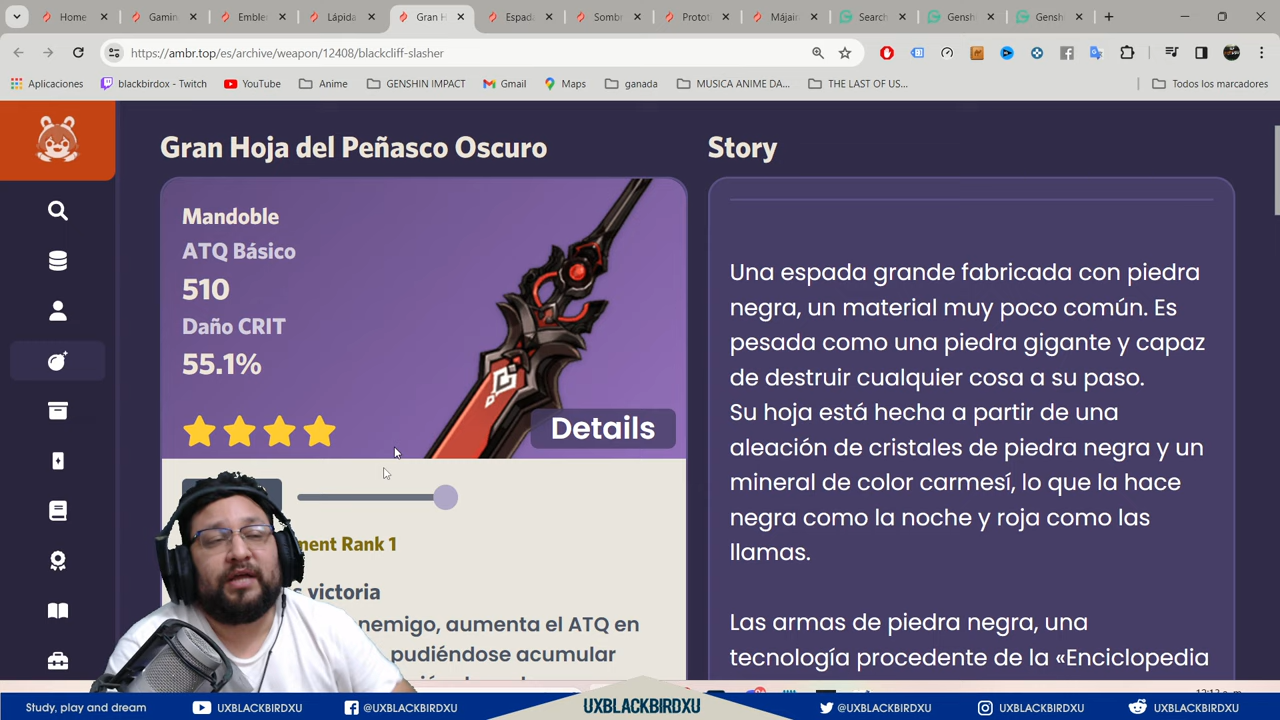 Home
Gamin
Emble
Lápida
Gran H
Espada
Sombr
Protot
Májain
Search
Gensh
Gensh
https://ambr.top/es/archive/weapon/12408/blackcliff-slasher
Aplicaciones
blackbirdox - Twitch
YouTube
Anime
GENSHIN IMPACT
Gmail
Maps
ganada
MUSICA ANIME DA...
THE LAST OF US...
Todos los marcadores
Gran Hoja del Peñasco Oscuro
Mandoble
ATQ Básico
510
Daño CRIT
55.1%
Details
ment Rank 1
s victoria
nemigo, aumenta el ATQ en
pudiéndose acumular
Story
Una espada grande fabricada con piedra
negra, un material muy poco común. Es
pesada como una piedra gigante y capaz
de destruir cualquier cosa a su paso.
Su hoja está hecha a partir de una
aleación de cristales de piedra negra y un
mineral de color carmesí, lo que la hace
negra como la noche y roja como las
llamas.
Las armas de piedra negra, una
tecnología procedente de la «Enciclopedia
Study, play and dream
UXBLACKBIRDXU
@UXBLACKBIRDXU
UXBLACKBIRDXU
@UXBLACKBIRDXU
@UXBLACKBIRDXU
@UXBLACKBIRDXU